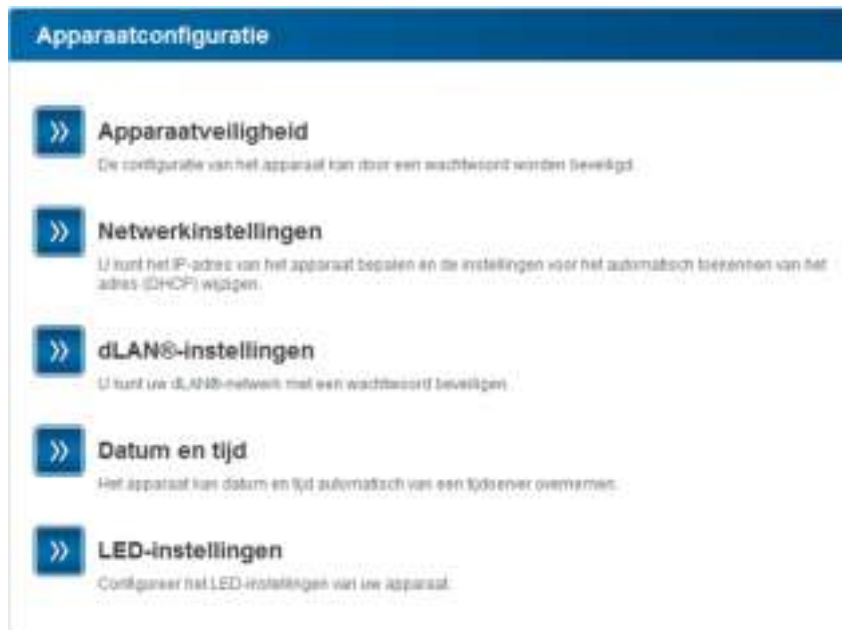 Apparaatconfiguratie
Apparaatveiligheid
De configuratie van het apparaat kan door een wachtwoord worden beveiligd.
Netwerkinstellingen
U kunt het IP-adres van het apparaat bepalen en de instellingen voor het automatisch toekennen van het
adres (DHCP) wijzigen.
dLAN®-instellingen
U kunt uw dLAN®-netwerk met een wachtwoord beveiligen.
Datum en tijd
Het apparaat kan datum en tijd automatisch van een tijdserver overnemen.
LED-instellingen
Configureer het LED-instellingen van uw apparaat.